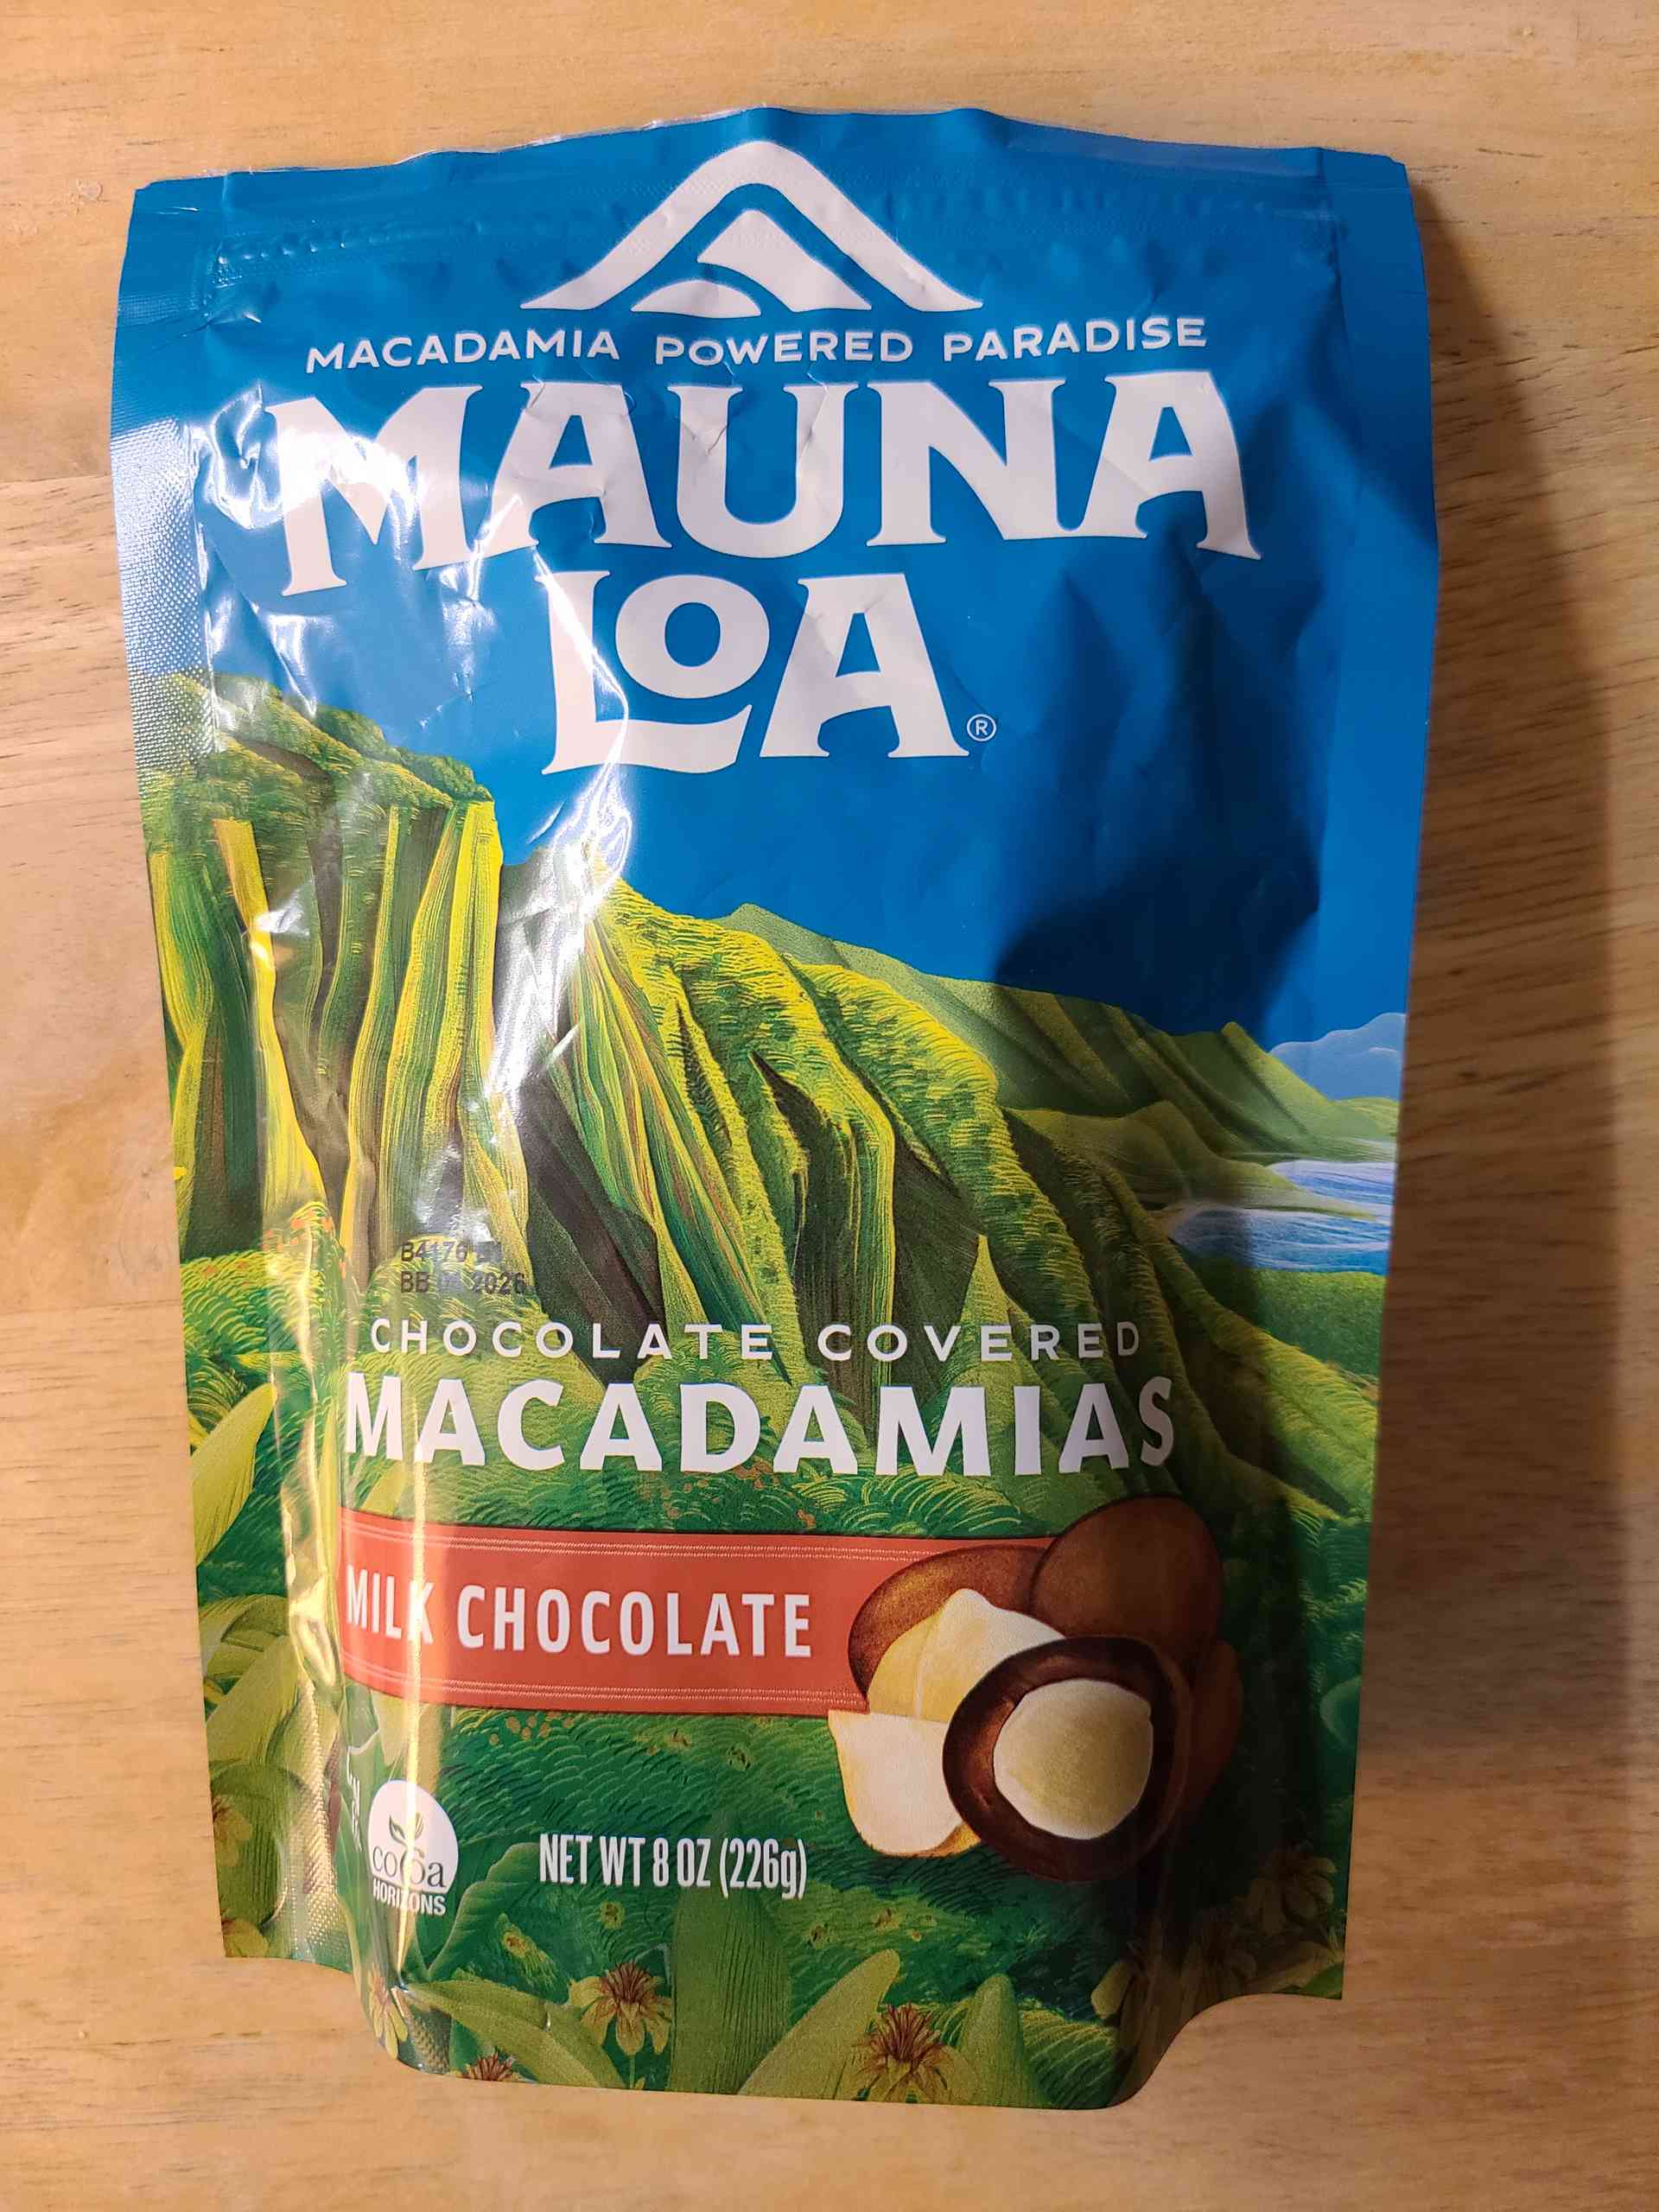 MACADAMIA POWERED PARADISE
MAUNA
LOA®
B4176
BB 2026
CHOCOLATE COVERED
MACADAMIAS
MILK CHOCOLATE
cocoa
HORIZONS
NET WT 8 OZ (226g)